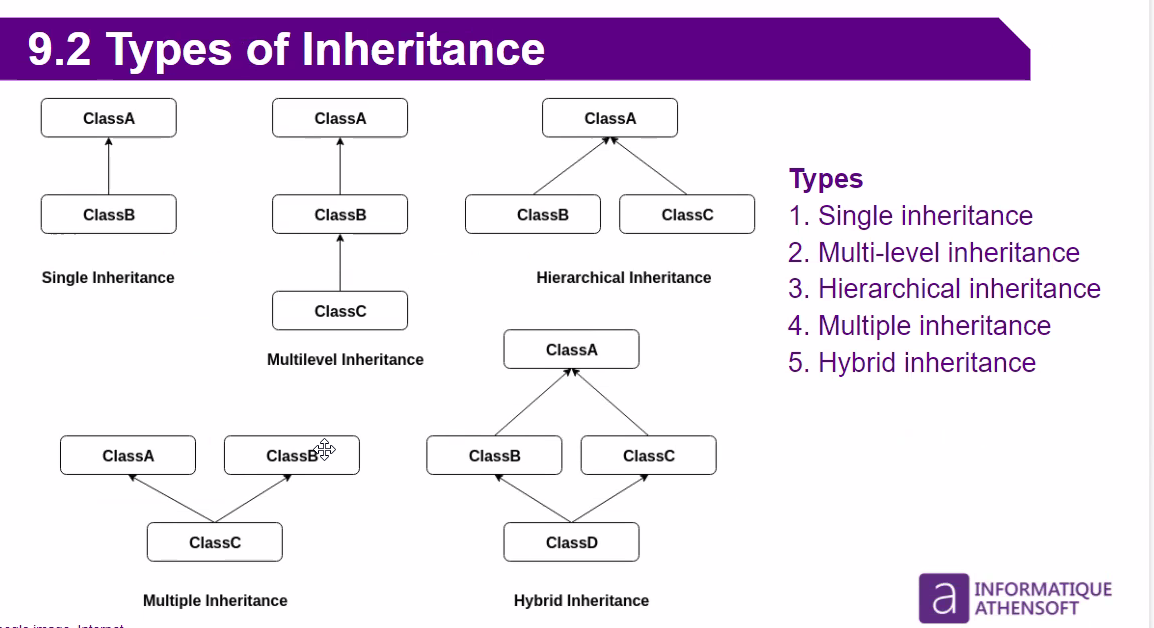 9.2 Types of Inheritance
ClassA
ClassB
Single Inheritance
ClassA
ClassB
ClassC
Multilevel Inheritance
ClassA
ClassB ClassC
Hierarchical Inheritance
ClassA ClassB
ClassC
Multiple Inheritance
ClassA
ClassB ClassC
ClassD
Hybrid Inheritance
Types
1. Single inheritance
2. Multi-level inheritance
3. Hierarchical inheritance
4. Multiple inheritance
5. Hybrid inheritance
a INFORMATIQUE
ATHENSOFT